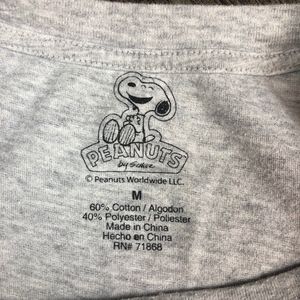 PEANUTS
by Schulz
© Peanuts Worldwide LLC.
M
60% Cotton / Algodon
40% Polyester / Poliester
Made in China
Hecho en China
RN# 71868